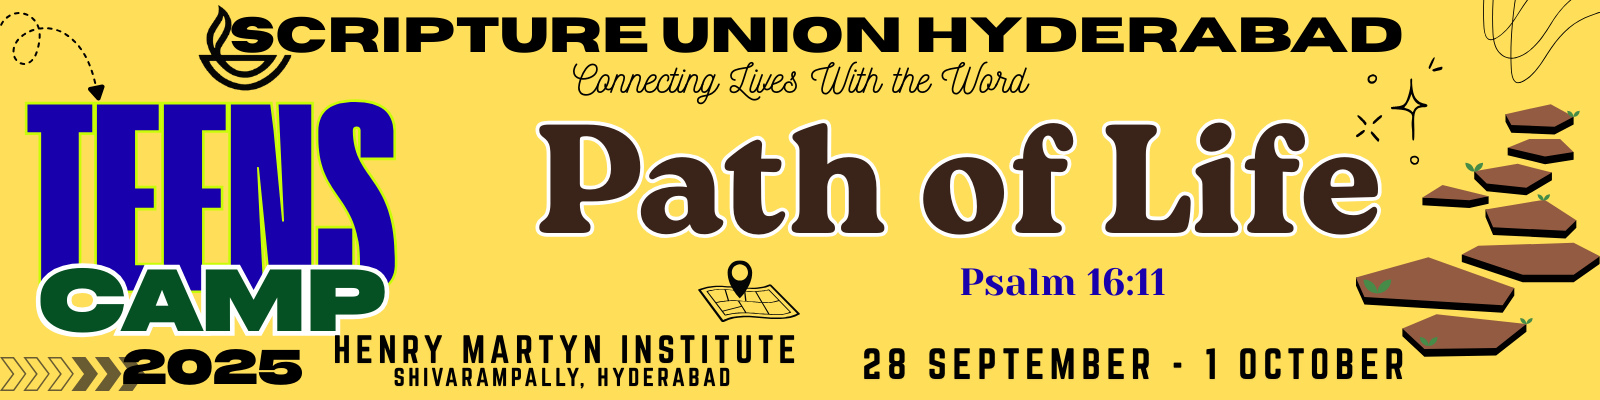 SCRIPTURE UNION HYDERABAD
Connecting Lives With the Word
TEENS
CAMP
2025
Path of Life
Psalm 16:11
HENRY MARTYN INSTITUTE
SHIVARAMPALLY, HYDERABAD
28 SEPTEMBER - 1 OCTOBER